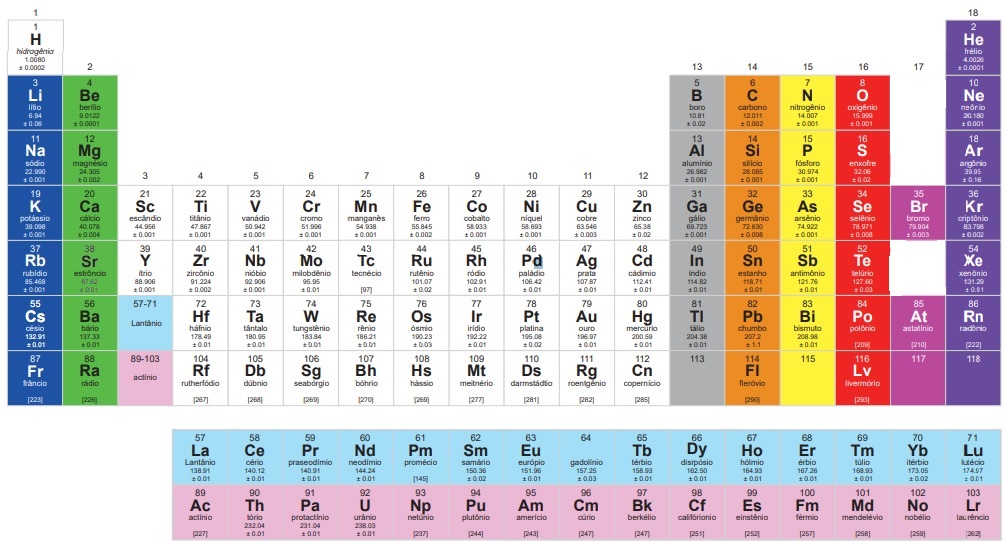 1 18
1 2
H He
hidrogênia hélio
1.0080 4.0026
± 0.0002 ± 0.0001
2 13 14 15 16 17
3 4 5 6 7 8 10
Li Be B C N O Ne
lítio berílio boro carbono nitrogênio oxigênio neônio
6.94 9.0122 10.81 12.011 14.007 15.999 20.180
± 0.06 ± 0.0001 ± 0.02 ± 0.002 ± 0.001 ± 0.001 ± 0.001
11 12 13 14 15 16 18
Na Mg Al Si P S Ar
sódio magnésio alumínio silício fósforo enxofre argônio
22.990 24.305 26.982 28.085 30.974 32.06 39.95
± 0.001 ± 0.002 ± 0.001 ± 0.001 ± 0.001 ± 0.02 ± 0.16
3 4 5 6 7 8 9 10 11 12
19 20 21 22 23 24 25 26 27 28 29 30 31 32 33 34 35 36
K Ca Sc Ti V Cr Mn Fe Co Ni Cu Zn Ga Ge As Se Br Kr
potássio cálcio escândio titânio vanádio cromo manganês ferro cobalto níquel cobre zinco gálio germânio arsênio selênio bromo criptônio
39.098 40.078 44.956 47.867 50.942 51.996 54.938 55.845 58.933 58.693 63.546 65.38 69.723 72.630 74.922 78.971 79.904 83.798
± 0.001 ± 0.004 ± 0.001 ± 0.001 ± 0.001 ± 0.001 ± 0.001 ± 0.002 ± 0.001 ± 0.001 ± 0.003 ± 0.02 ± 0.001 ± 0.008 ± 0.001 ± 0.008 ± 0.003 ± 0.002
37 38 39 40 41 42 43 44 45 46 47 48 49 50 51 52 54
Rb Sr Y Zr Nb Mo Tc Ru Rh Pd Ag Cd In Sn Sb Te Xe
rubídio estrôncio ítrio zircônio nióbio milobdênio tecnécio rutênio ródio paládio prata cádimio índio estanho antimônio telúrio xenônio
85.468 87.62 88.906 91.224 92.906 95.95 [97] 101.07 102.91 106.42 107.87 112.41 114.82 118.71 121.76 127.60 131.29
± 0.001 ± 0.01 ± 0.001 ± 0.002 ± 0.001 ± 0.01 ± 0.02 ± 0.01 ± 0.01 ± 0.01 ± 0.01 ± 0.01 ± 0.01 ± 0.01 ± 0.03 ± 0.01
55 56 57-71 72 73 74 75 76 77 78 79 80 81 82 83 84 85 86
Cs Ba Hf Ta W Re Os Ir Pt Au Hg Tl Pb Bi Po At Rn
césio bário Lantânio háfnio tântalo tungstênio rênio ósmio irídio platina ouro mercúrio tálio chumbo bismuto polônio astatínio radônio
132.91 137.33 178.49 180.95 183.84 186.21 190.23 192.22 195.08 196.97 200.59 204.38 207.2 208.98 [209] [210] [222]
± 0.01 ± 0.01 ± 0.01 ± 0.01 ± 0.01 ± 0.01 ± 0.03 ± 0.01 ± 0.02 ± 0.01 ± 0.01 ± 0.01 ± 1.1 ± 0.01
87 88 89-103 104 105 106 107 108 109 110 111 112 113 114 115 116 117 118
Fr Ra Rf Db Sg Bh Hs Mt Ds Rg Cn Fl Lv
frâncio rádio actínio rutherfódio dúbnio seabórgio bóhrio hássio meitnério darmstádtio roentgênio copernício fleróvio livermório
[223] [226] [267] [268] [269] [270] [269] [277] [281] [282] [285] [290] [293]
57 58 59 60 61 62 63 64 65 66 67 68 69 70 71
La Ce Pr Nd Pm Sm Eu Tb Dy Ho Er Tm Yb Lu
Lantânio cério praseodímio neodímio promécio samário európio gadolínio térbio disrpósio hólmio érbio túlio itérbio lutécio
138.91 140.12 140.91 144.24 [145] 150.36 151.96 157.25 158.93 162.50 164.93 167.26 168.93 173.05 174.97
± 0.01 ± 0.01 ± 0.01 ± 0.01 ± 0.02 ± 0.01 ± 0.03 ± 0.01 ± 0.01 ± 0.01 ± 0.01 ± 0.01 ± 0.02 ± 0.01
89 90 91 92 93 94 95 96 97 98 99 100 101 102 103
Ac Th Pa U Np Pu Am Cm Bk Cf Es Fm Md No Lr
actínio tório protactínio urânio netúnio plutônio amerício cúrio berkélio califórionio einstênio férmio mendelévio nobélio laurêncio
[227] 232.04 231.04 238.03 [237] [244] [243] [247] [247] [251] [252] [257] [258] [259] [262]
± 0.01 ± 0.01 ± 0.01